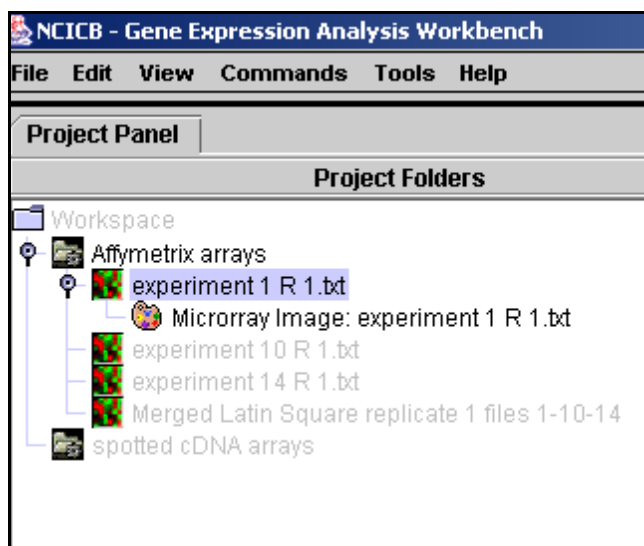 NCICB - Gene Expression Analysis Workbench
File Edit View Commands Tools Help
Project Panel
Project Folders
Workspace
Affymetrix arrays
experiment 1 R 1.txt
Microrray Image: experiment 1 R 1.txt
experiment 10 R 1.txt
experiment 14 R 1.txt
Merged Latin Square replicate 1 files 1-10-14
spotted cDNA arrays